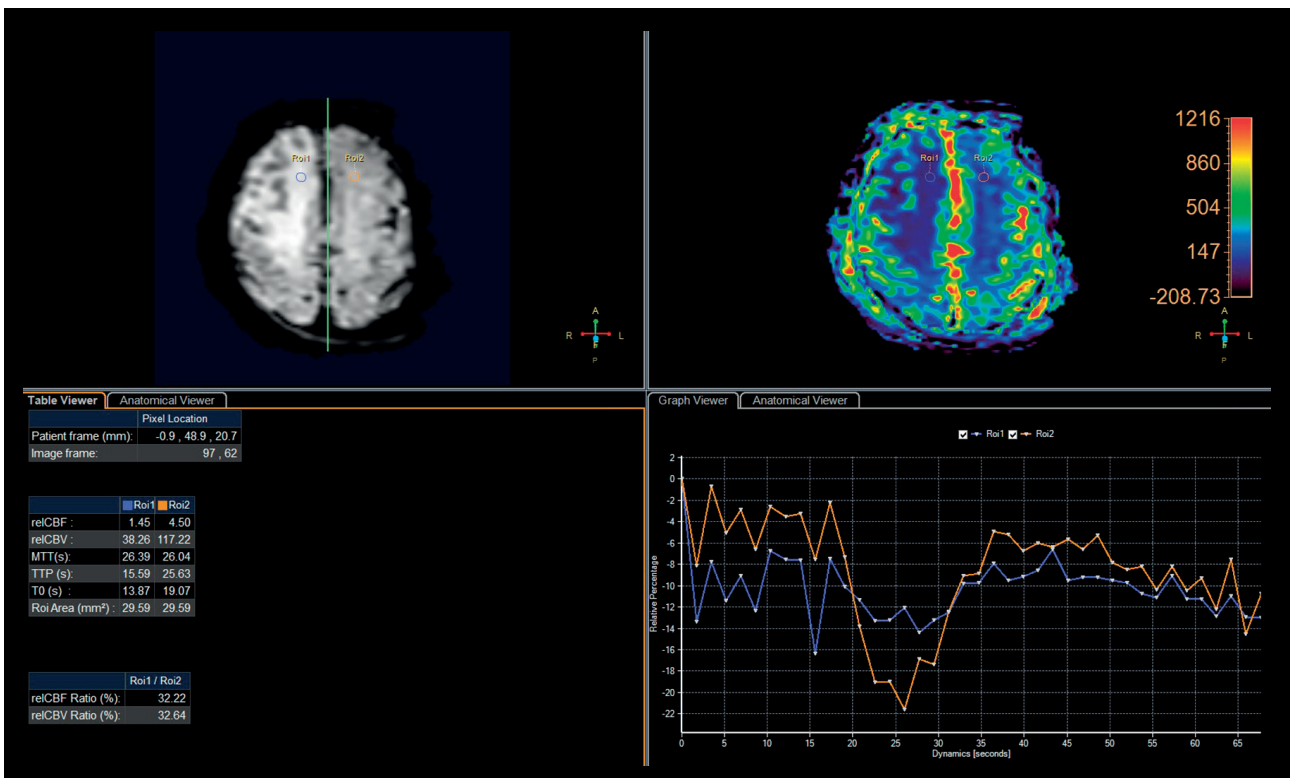 Roi1 Roi2
A
R L
P
Roi1 Roi2
1216
860
504
147
-208.73
A
R L
P
Table Viewer Anatomical Viewer
Pixel Location
Patient frame (mm): -0.9 , 48.9 , 20.7
Image frame: 97 , 62
Roi1 Roi2
relCBF : 1.45 4.50
relCBV : 38.26 117.22
MTT(s): 26.39 26.04
TTP (s): 15.59 25.63
T0 (s) : 13.87 19.07
Roi Area (mm²) : 29.59 29.59
Roi1 / Roi2
relCBF Ratio (%): 32.22
relCBV Ratio (%): 32.64
Graph Viewer Anatomical Viewer
Roi1 Roi2
Relative Percentage
2
0
-2
-4
-6
-8
-10
-12
-14
-16
-18
-20
-22
0 5 10 15 20 25 30 35 40 45 50 55 60 65
Dynamics [seconds]